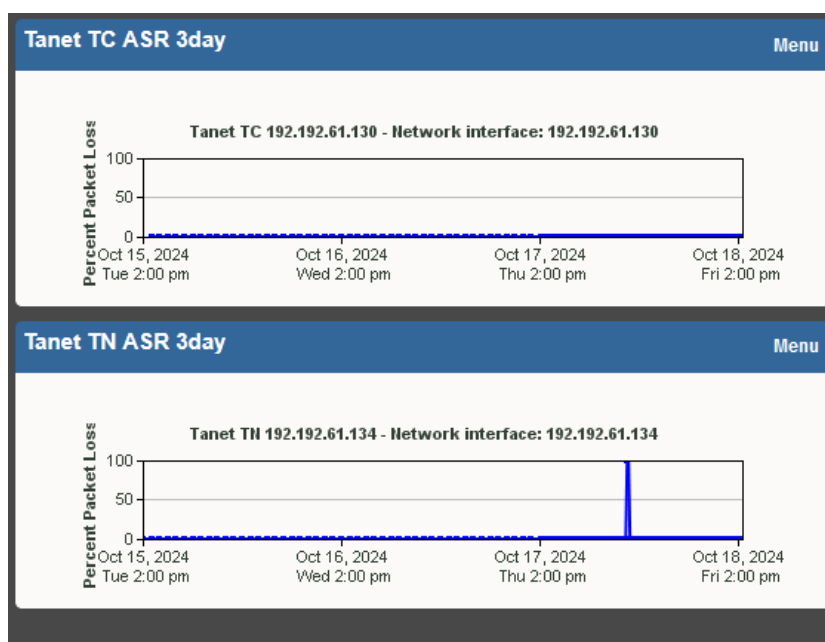 Tanet TC ASR 3day
Menu
Tanet TC 192.192.61.130 - Network interface: 192.192.61.130
Percent Packet Loss
100
50
0
Oct 15, 2024 Oct 16, 2024 Oct 17, 2024 Oct 18, 2024
Tue 2:00 pm Wed 2:00 pm Thu 2:00 pm Fri 2:00 pm
Tanet TN ASR 3day
Menu
Tanet TN 192.192.61.134 - Network interface: 192.192.61.134
Percent Packet Loss
100
50
0
Oct 15, 2024 Oct 16, 2024 Oct 17, 2024 Oct 18, 2024
Tue 2:00 pm Wed 2:00 pm Thu 2:00 pm Fri 2:00 pm